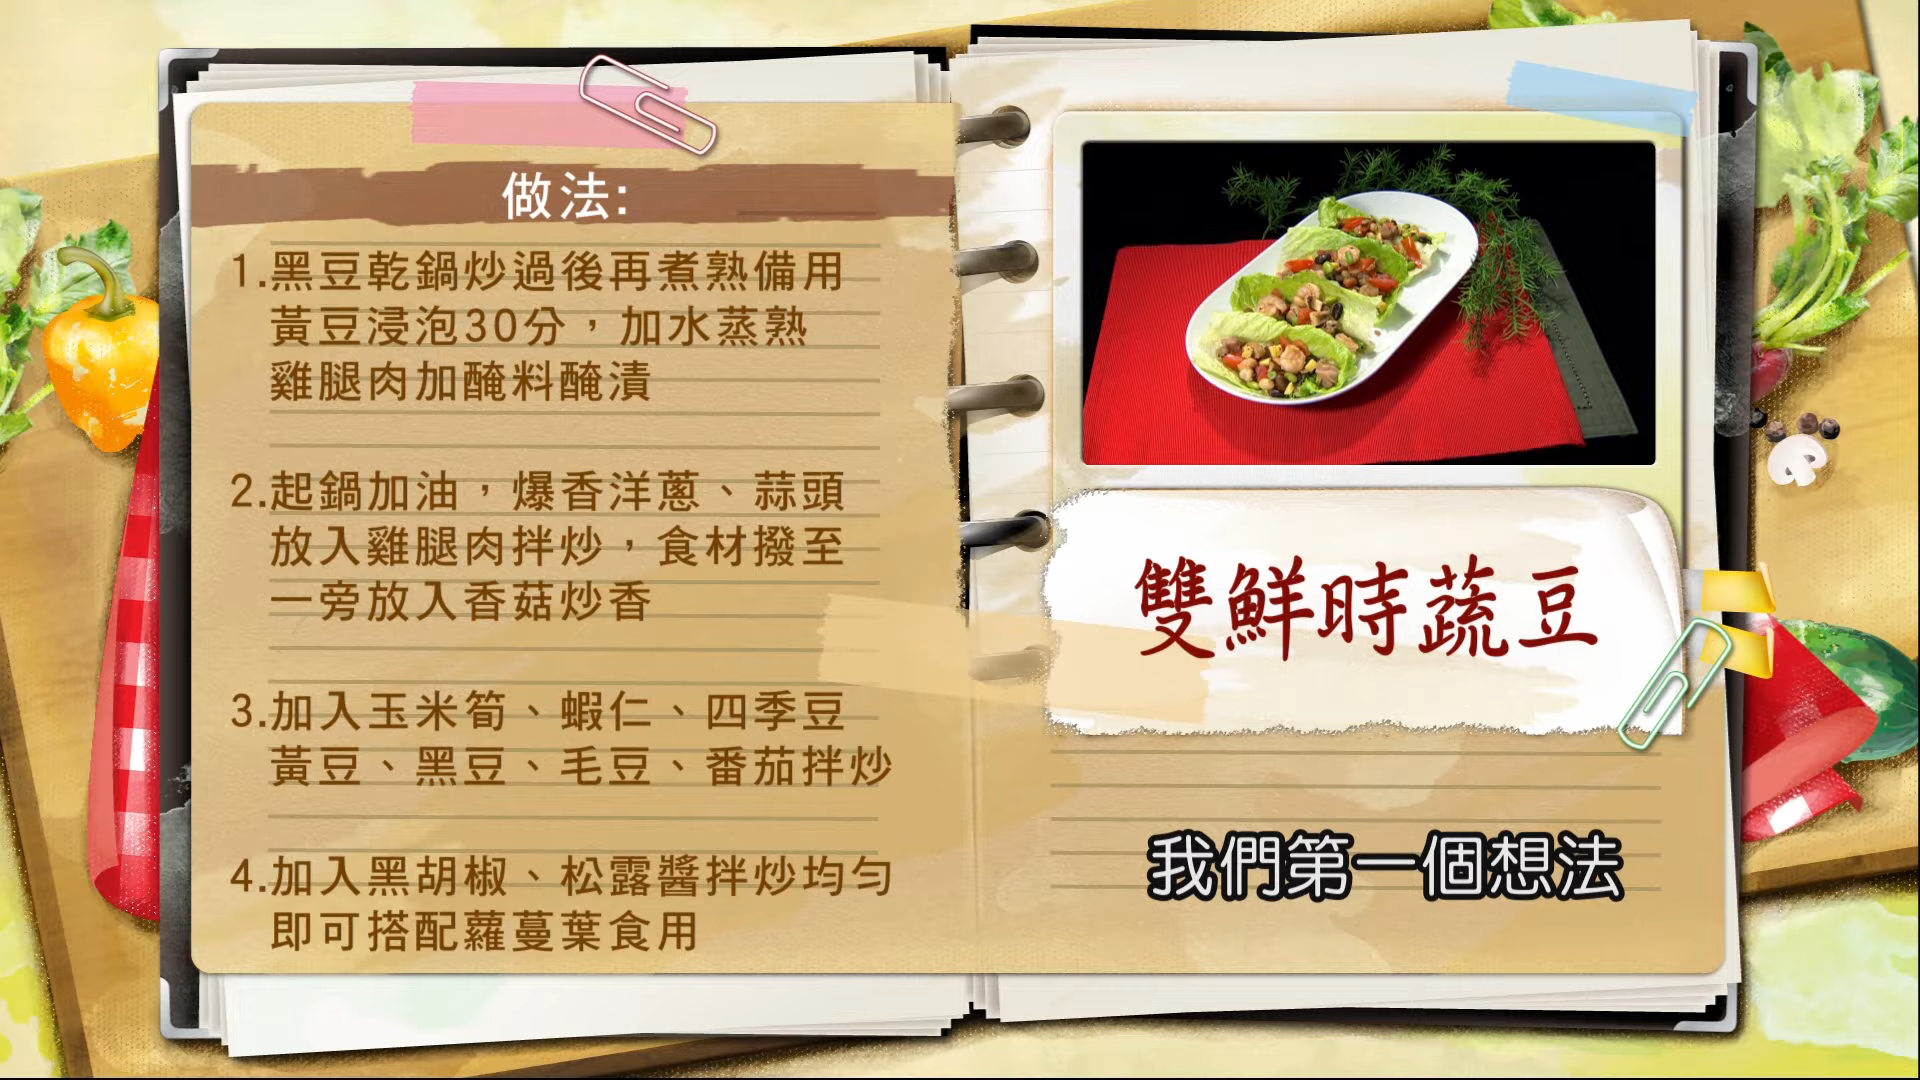 做法:
1.黑豆乾鍋炒過後再煮熟備用
黃豆浸泡30分，加水蒸熟
雞腿肉加醃料醃漬
2.起鍋加油，爆香洋蔥、蒜頭
放入雞腿肉拌炒，食材撥至
一旁放入香菇炒香
3.加入玉米筍、蝦仁、四季豆
黃豆、黑豆、毛豆、番茄拌炒
4.加入黑胡椒、松露醬拌炒均勻
即可搭配蘿蔓葉食用
雙鮮時蔬豆
我們第一個想法